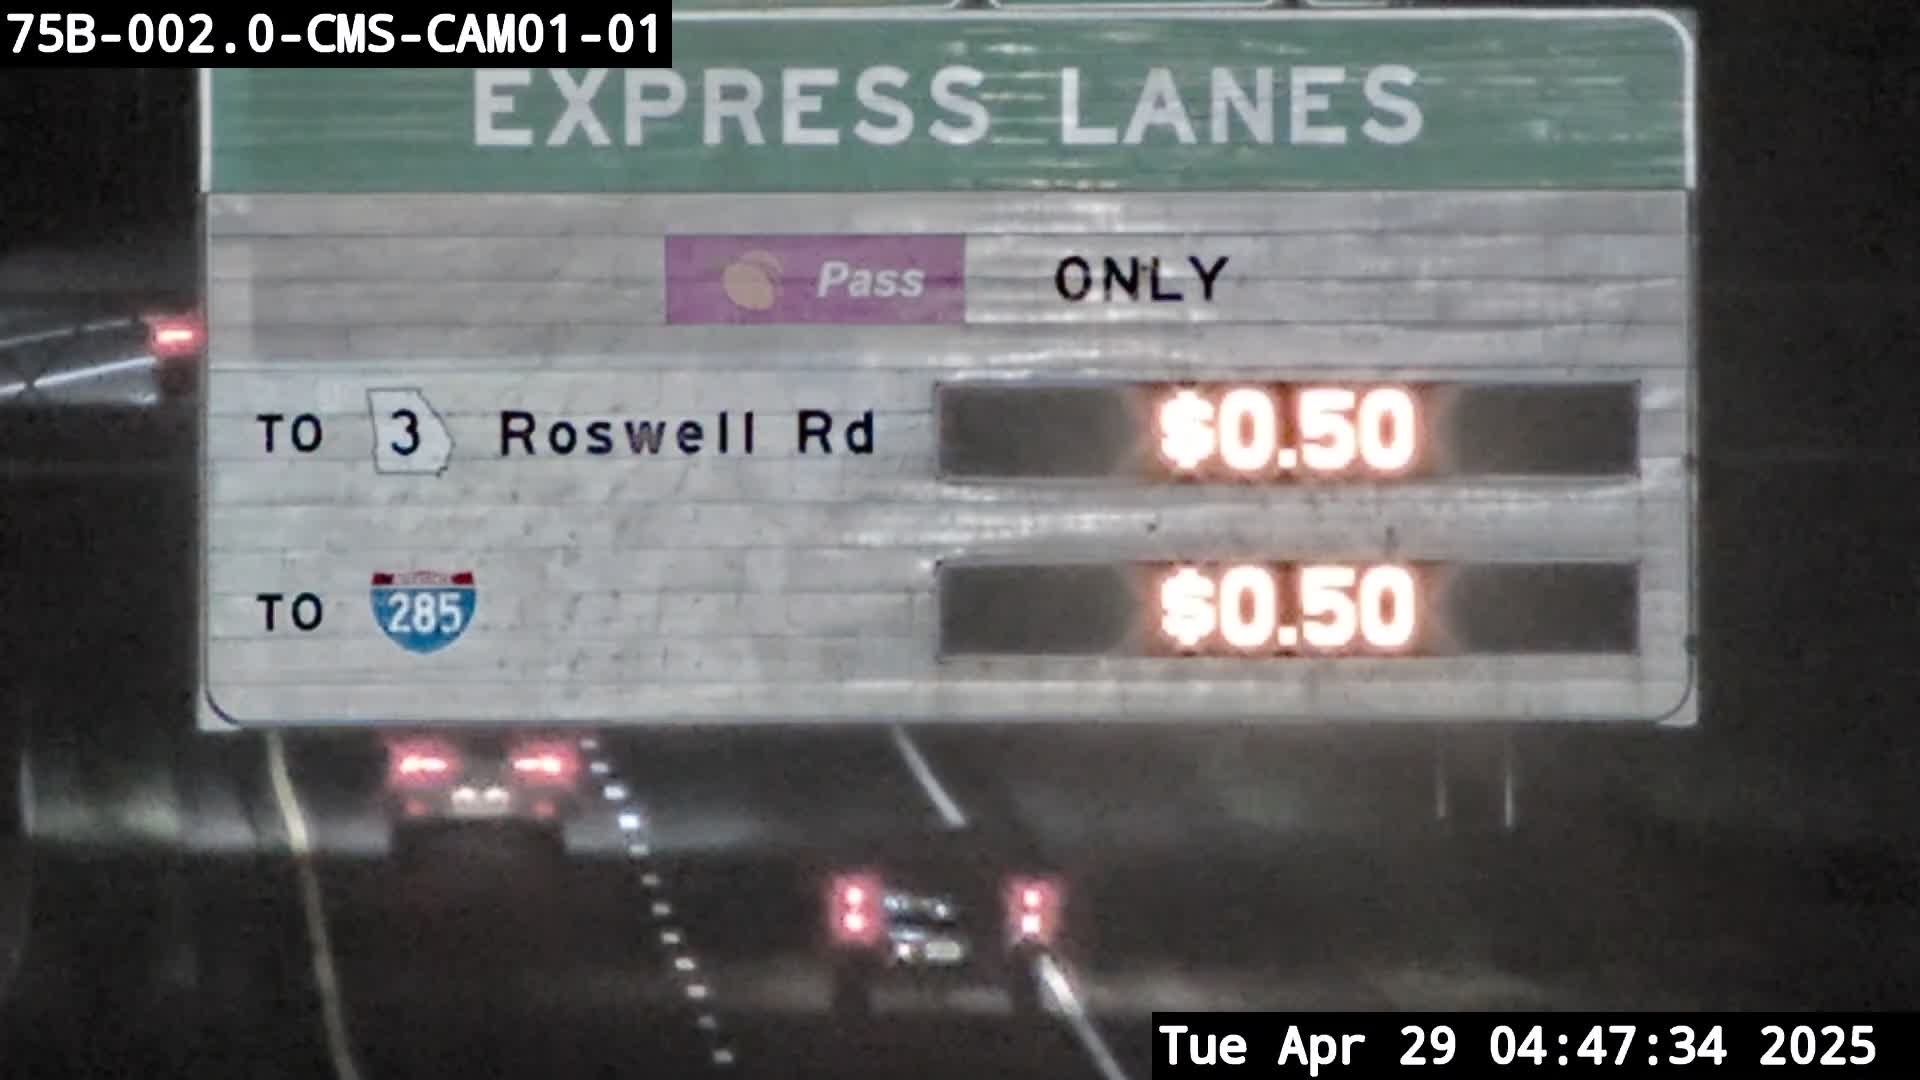 75B-002.0-CMS-CAM01-01
EXPRESS LANES
Pass ONLY
TO 3 Roswell Rd $0.50
TO 285 $0.50
Tue Apr 29 04:47:34 2025